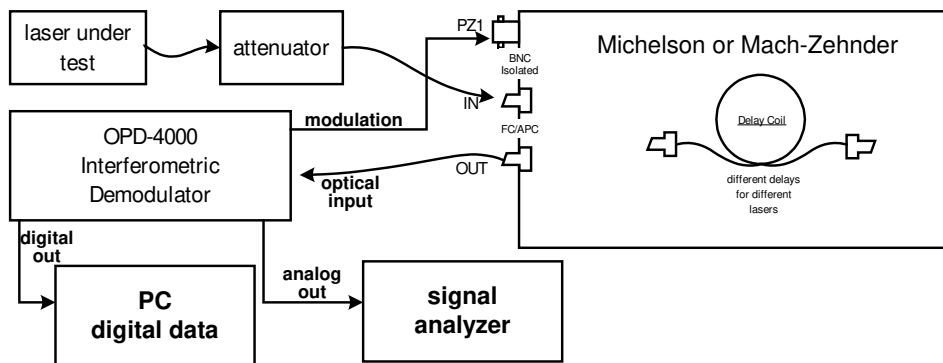 laser under
test
attenuator
PZ1
BNC
Isolated
IN
FC/APC
OUT
Michelson or Mach-Zehnder
Delay Coil
different delays
for different
lasers
modulation
OPD-4000
Interferometric
Demodulator
optical
input
digital
out
analog
out
PC
digital data
signal
analyzer